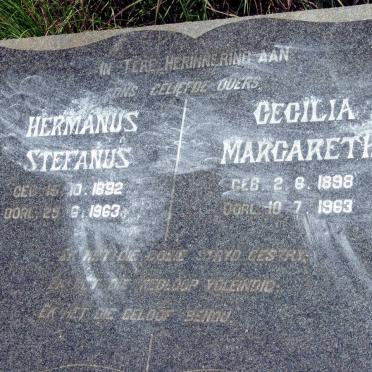 IN TERE HERINNERING AAN
ONS GELIEFDE OUERS
HERMANUS
STEFANUS
GEB. 10. 1892
OORL. 25 6 1963
CECILIA
MARGARETH
GEB. 2. 6. 1898
OORL. 10. 7. 1963
EK HET DIE GOEIE STRYD GESTRY
EK HET DIE WEDLOOP VOLEINDIG
EK HET DIE GELOOF BEHOU